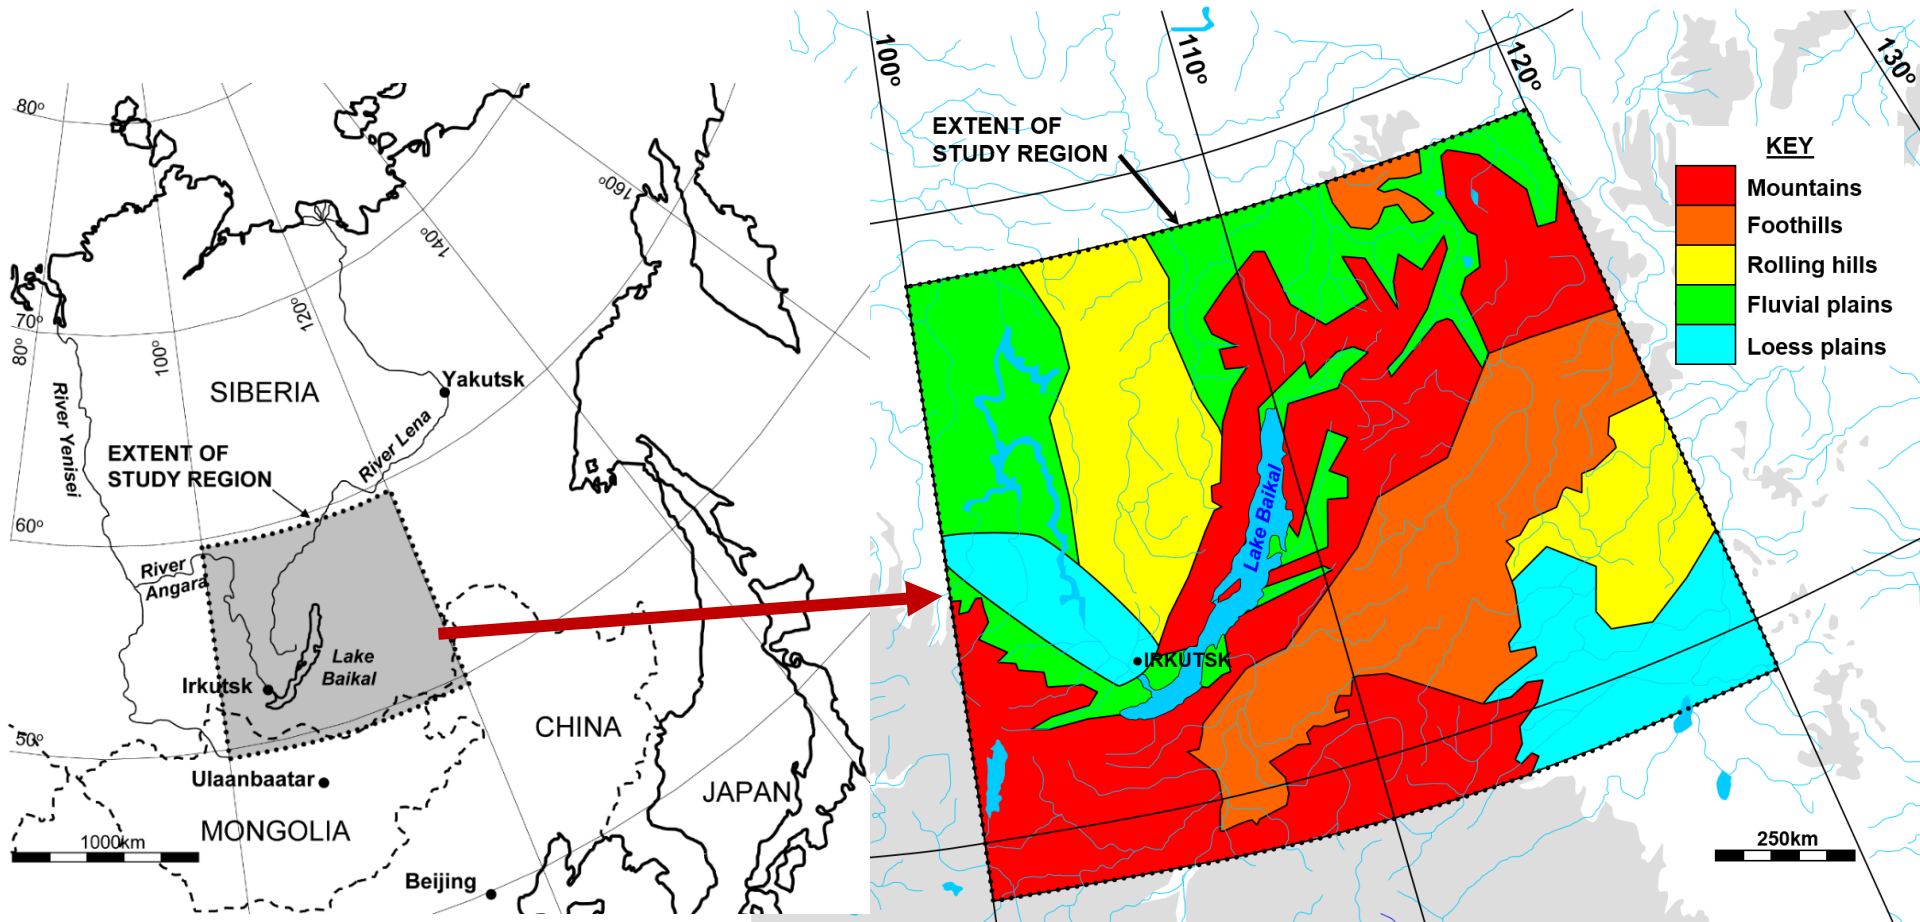 80°
70°
80°
60°
50°
100°
120°
140°
160°
SIBERIA
Yakutsk
River Yenisei
River Lena
EXTENT OF
STUDY REGION
River
Angara
Lake
Baikal
Irkutsk
CHINA
Ulaanbaatar
JAPAN
MONGOLIA
1000km
Beijing
100°
110°
120°
130°
EXTENT OF
STUDY REGION
Lake Baikal
IRKUTSK
KEY
Mountains
Foothills
Rolling hills
Fluvial plains
Loess plains
250km